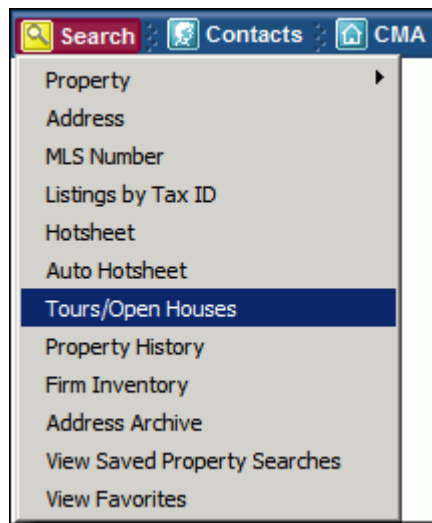 Search Contacts CMA
Property
Address
MLS Number
Listings by Tax ID
Hotsheet
Auto Hotsheet
Tours/Open Houses
Property History
Firm Inventory
Address Archive
View Saved Property Searches
View Favorites